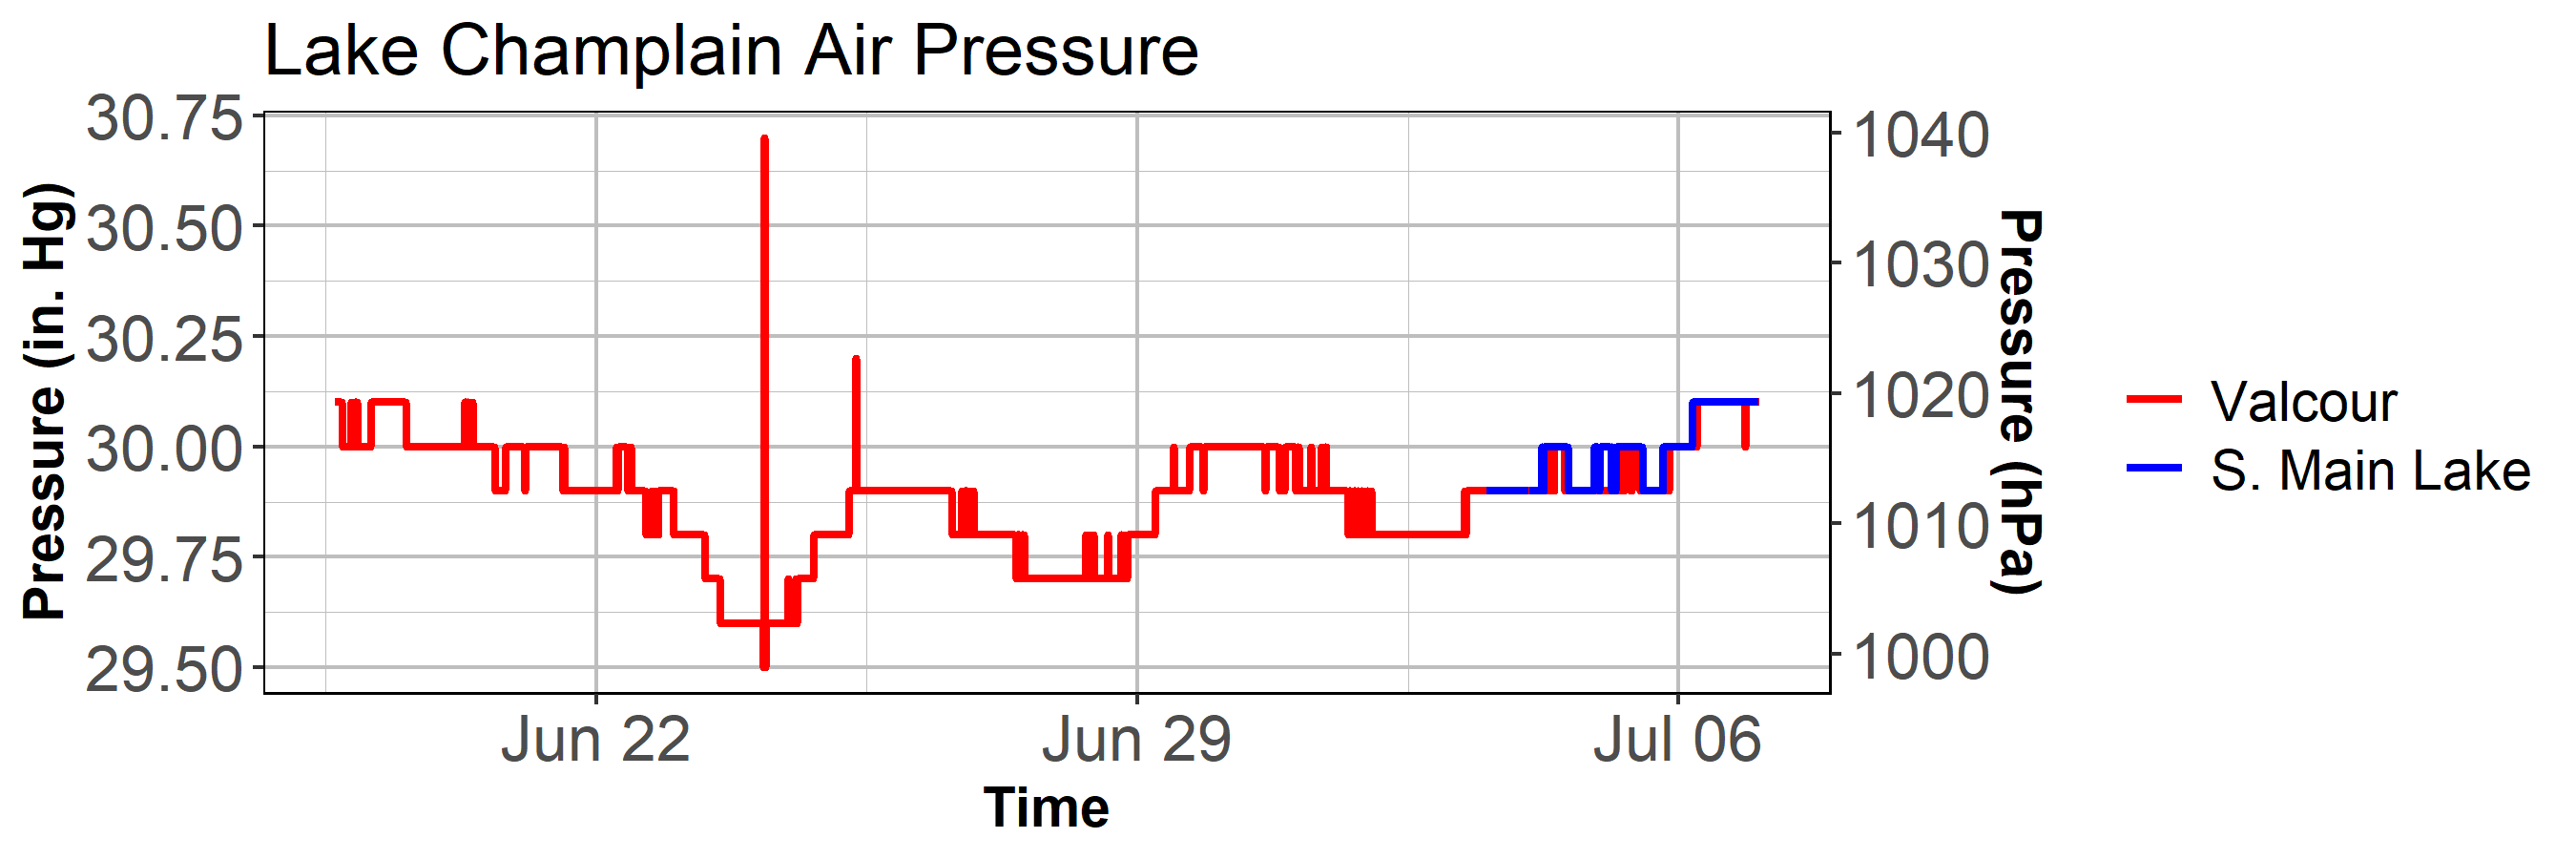 Lake Champlain Air Pressure
Pressure (in. Hg)
30.75
30.50
30.25
30.00
29.75
29.50
1040
1030
1020
1010
1000
Pressure (hPa)
Jun 22
Jun 29
Jul 06
Time
Valcour
S. Main Lake